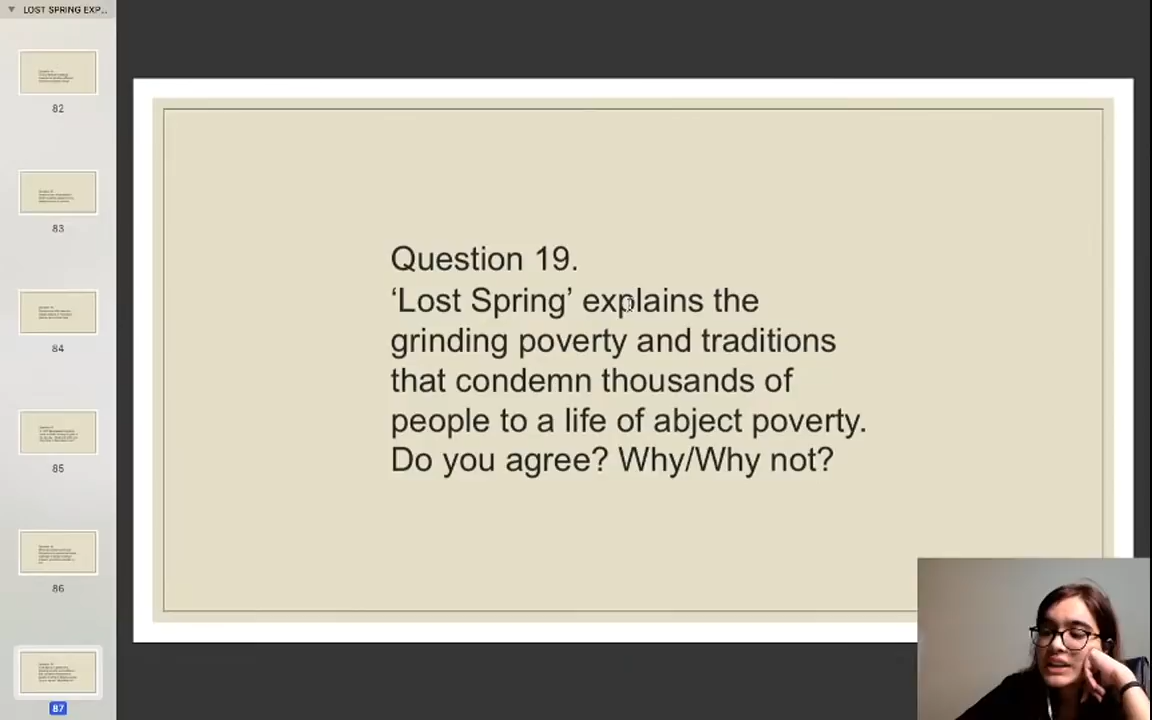 LOST SPRING EXP...
82
83
84
85
86
87
Question 19.
‘Lost Spring’ explains the
grinding poverty and traditions
that condemn thousands of
people to a life of abject poverty.
Do you agree? Why/Why not?